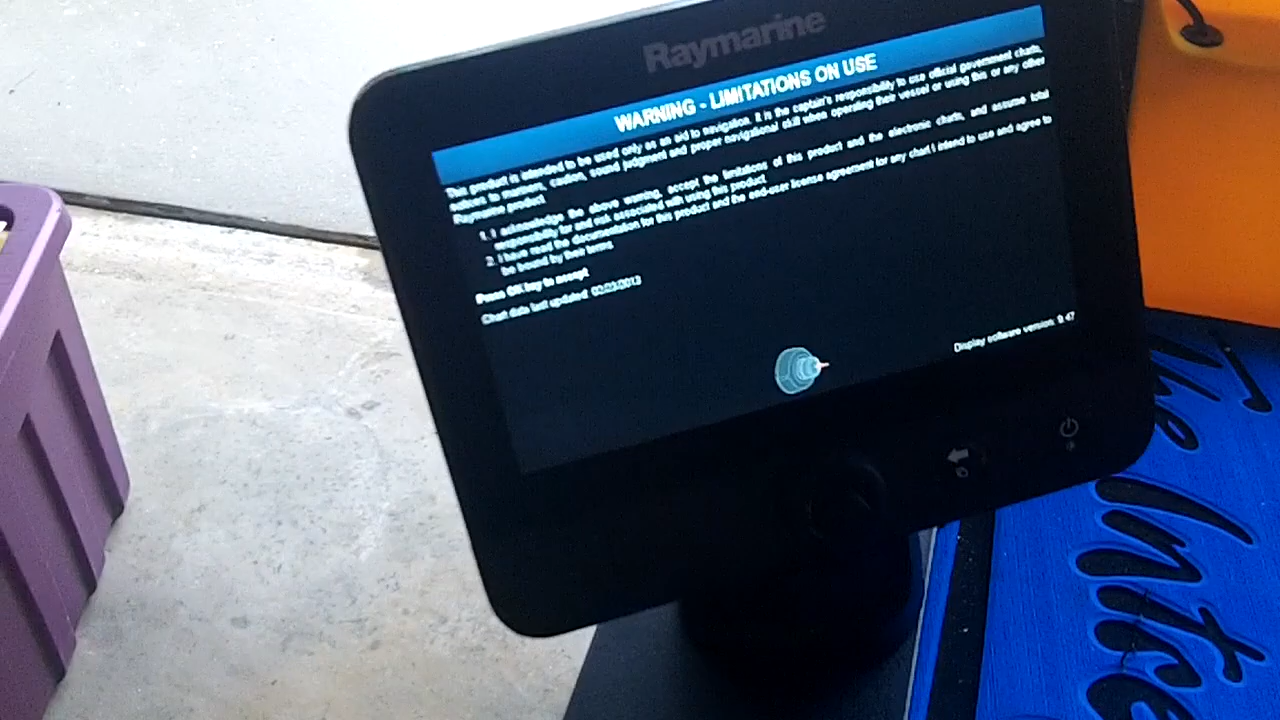 Raymarine
WARNING - LIMITATIONS ON USE
This product is intended to be used only as an aid to navigation. It is the captain's responsibility to use official government charts,
notices to mariners, caution, sound judgment and proper navigational skill when operating their vessel or using this or any other
Raymarine product.
1. I acknowledge the above warning, accept the limitations of this product and the electronic charts, and assume total
responsibility for and risk associated with using this product.
2. I have read the documentation for this product and the end-user license agreement for any chart I intend to use and agree to
be bound by their terms.
Press OK key to accept
Chart data last updated:
Display software version: 9.47
The